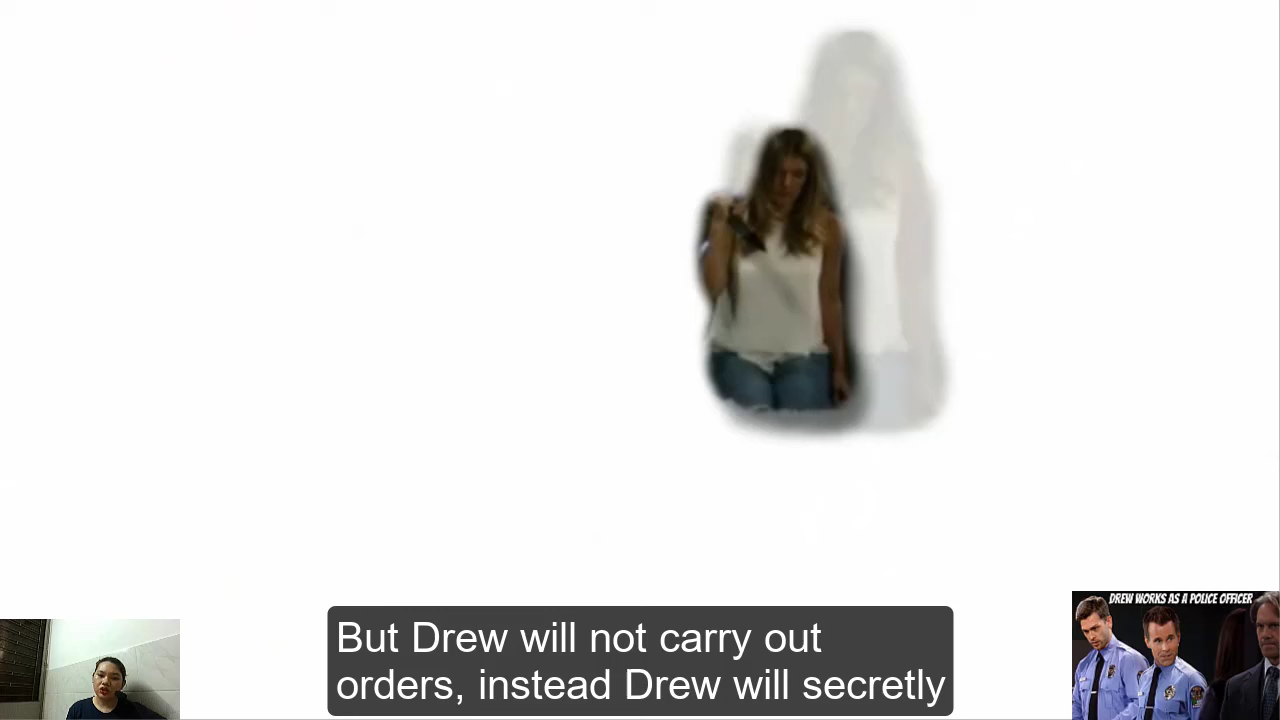 DREW WORKS AS A POLICE OFFICER
But Drew will not carry out
orders, instead Drew will secretly